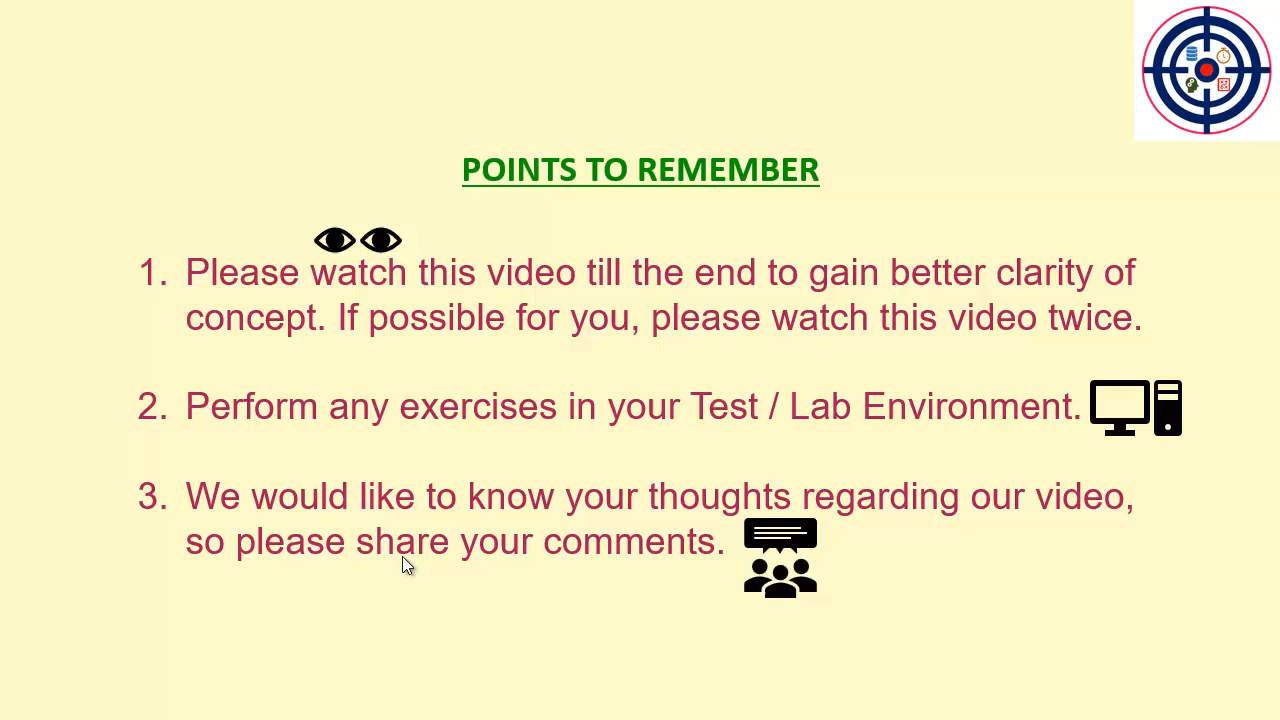 POINTS TO REMEMBER
1. Please watch this video till the end to gain better clarity of
concept. If possible for you, please watch this video twice.
2. Perform any exercises in your Test / Lab Environment.
3. We would like to know your thoughts regarding our video,
so please share your comments.